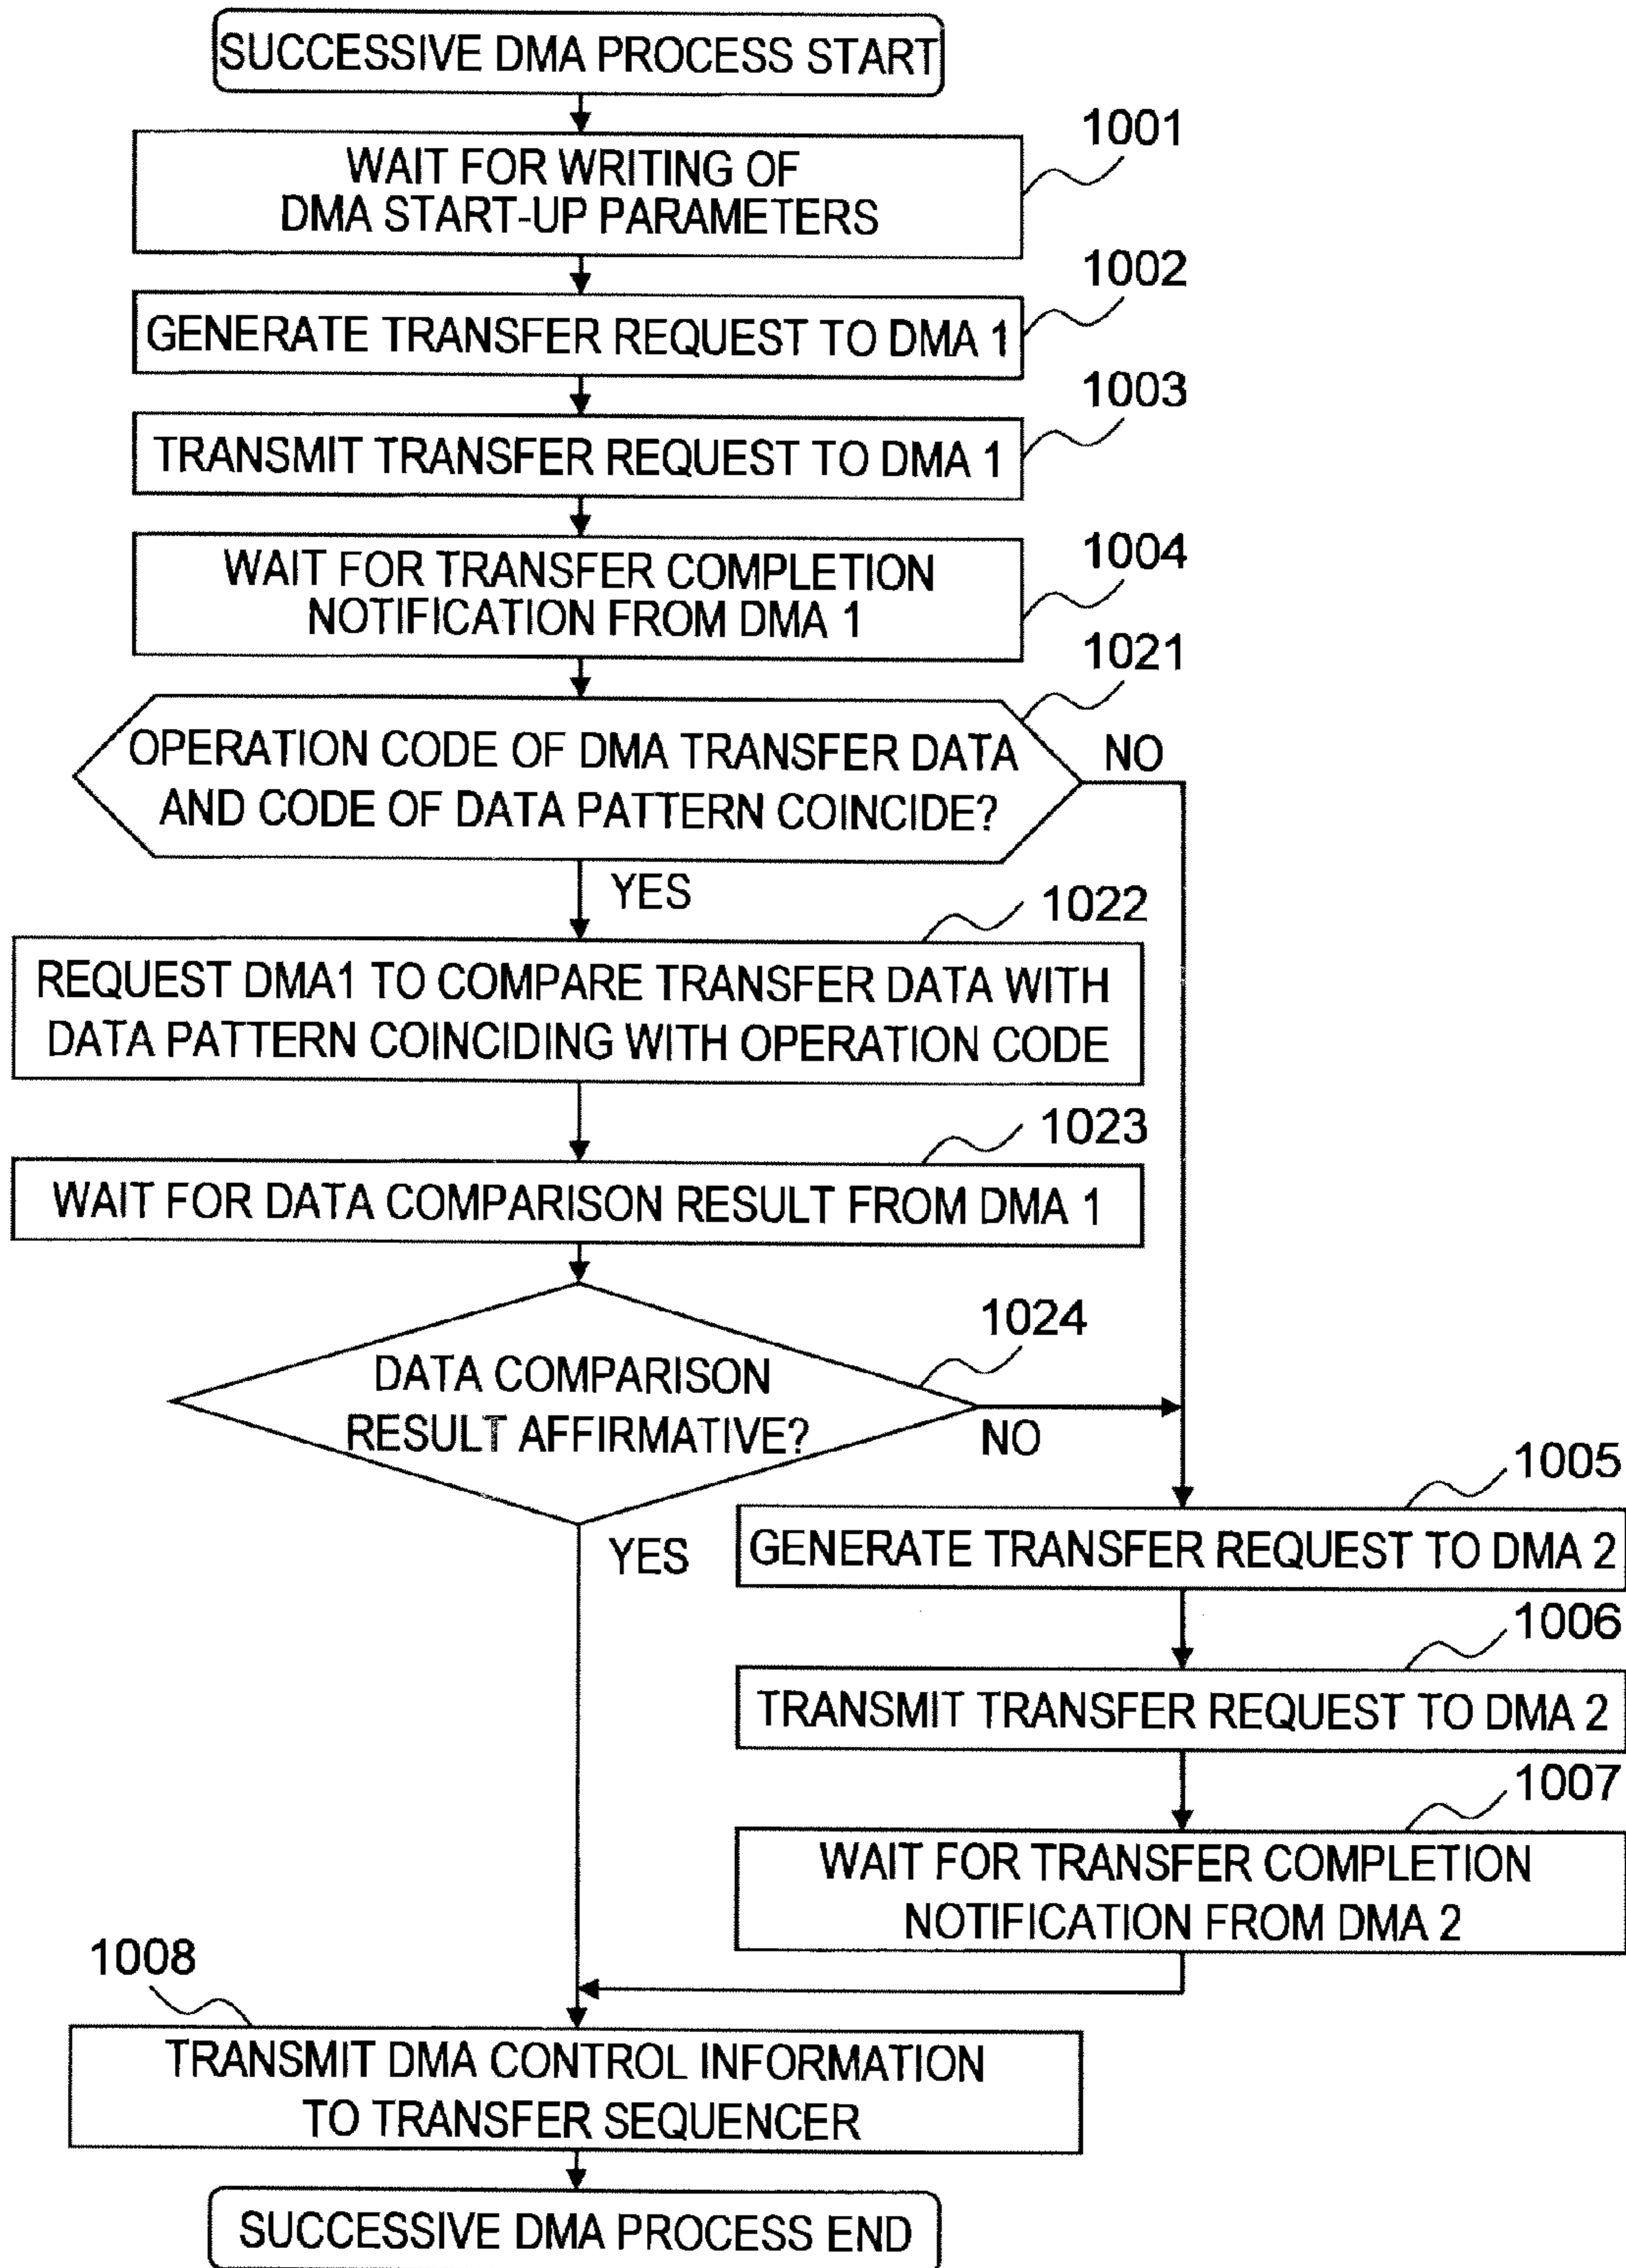 SUCCESSIVE DMA PROCESS START
1001
WAIT FOR WRITING OF
DMA START-UP PARAMETERS
1002
GENERATE TRANSFER REQUEST TO DMA 1
1003
TRANSMIT TRANSFER REQUEST TO DMA 1
1004
WAIT FOR TRANSFER COMPLETION
NOTIFICATION FROM DMA 1
1021
OPERATION CODE OF DMA TRANSFER DATA
AND CODE OF DATA PATTERN COINCIDE?
NO
YES
1022
REQUEST DMA1 TO COMPARE TRANSFER DATA WITH
DATA PATTERN COINCIDING WITH OPERATION CODE
1023
WAIT FOR DATA COMPARISON RESULT FROM DMA 1
1024
DATA COMPARISON
RESULT AFFIRMATIVE?
NO
YES
1005
GENERATE TRANSFER REQUEST TO DMA 2
1006
TRANSMIT TRANSFER REQUEST TO DMA 2
1007
WAIT FOR TRANSFER COMPLETION
NOTIFICATION FROM DMA 2
1008
TRANSMIT DMA CONTROL INFORMATION
TO TRANSFER SEQUENCER
SUCCESSIVE DMA PROCESS END